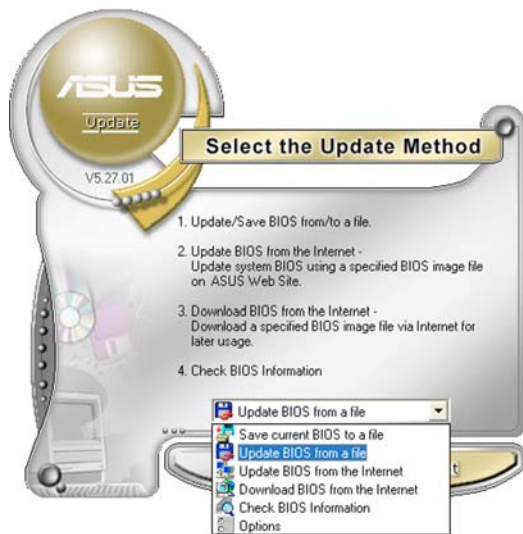 ASUS
Update
V5.27.01
Select the Update Method
1. Update/Save BIOS from/to a file.
2. Update BIOS from the Internet -
Update system BIOS using a specified BIOS image file
on ASUS Web Site.
3. Download BIOS from the Internet -
Download a specified BIOS image file via Internet for
later usage.
4. Check BIOS Information
Update BIOS from a file
Save current BIOS to a file
Update BIOS from a file
Update BIOS from the Internet
Download BIOS from the Internet
Check BIOS Information
Options